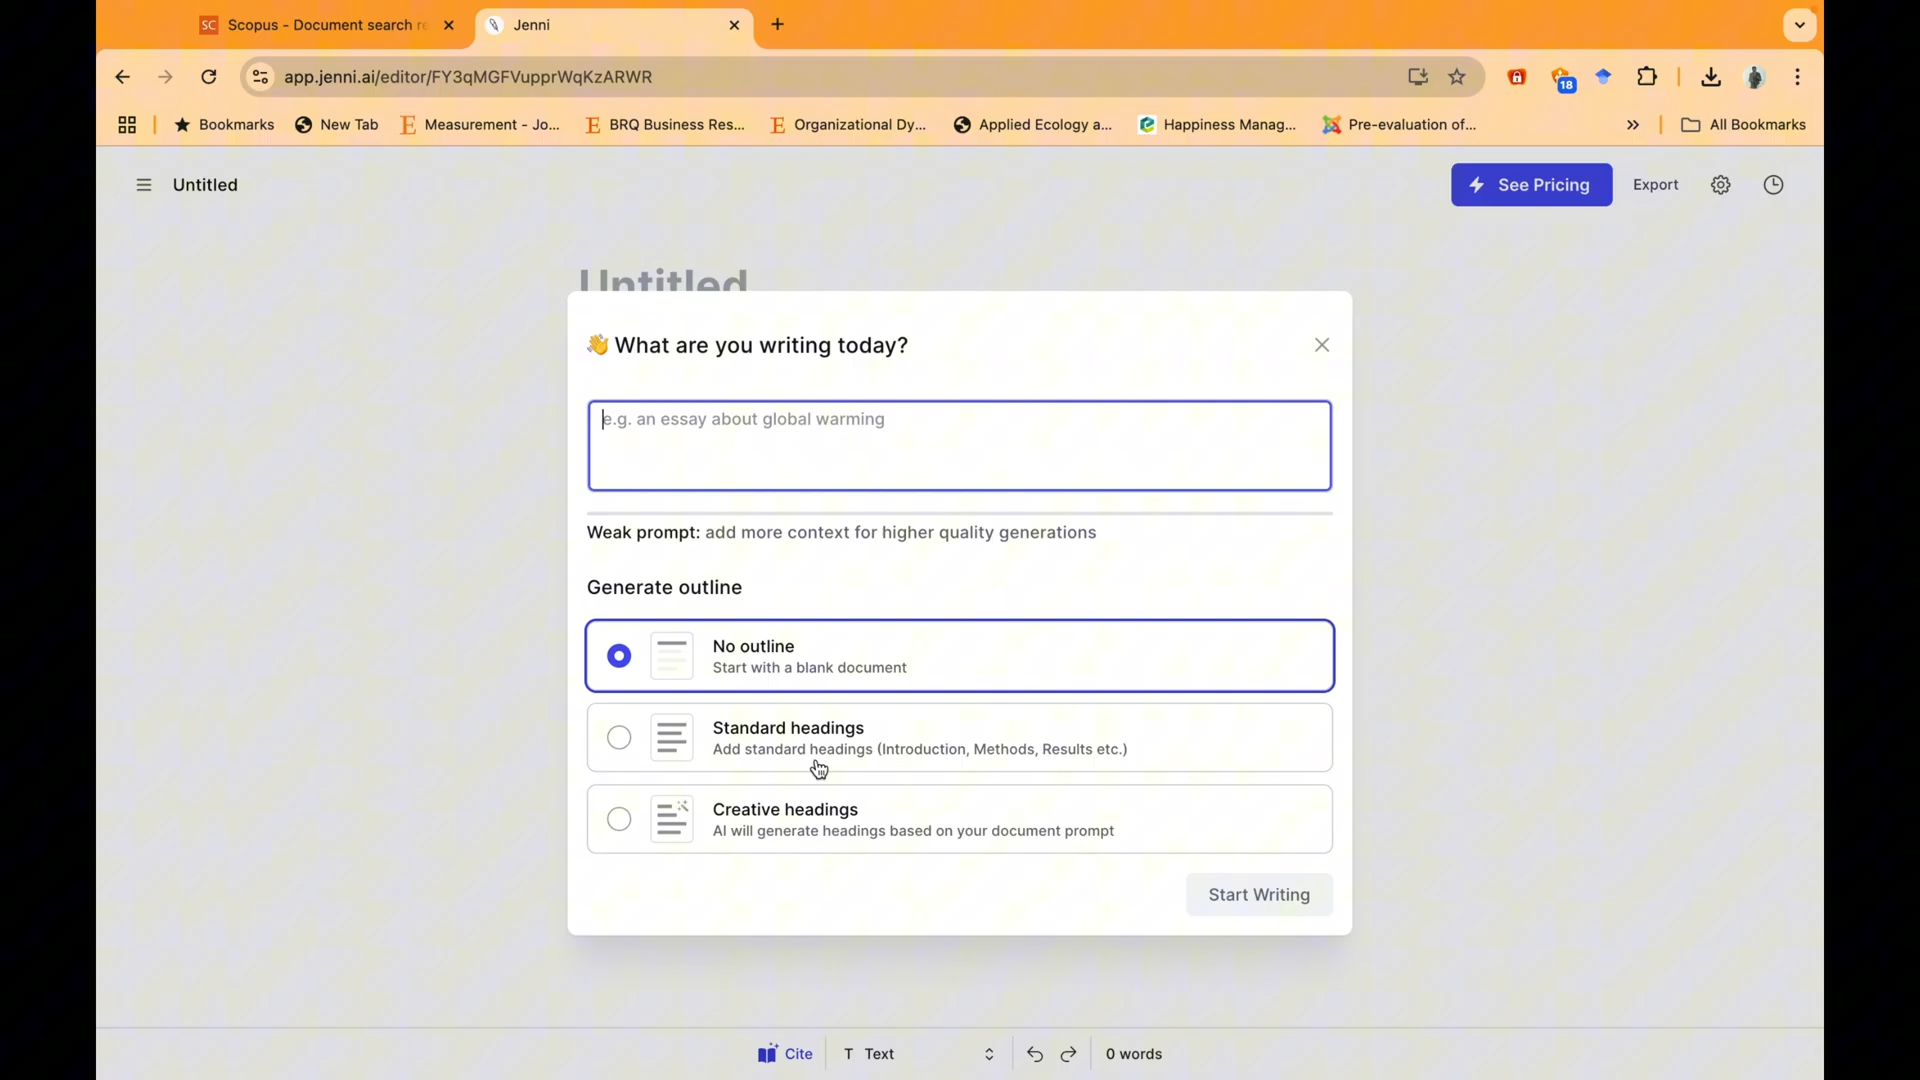 SC Scopus - Document search re
Jenni
app.jenni.ai/editor/FY3qMGFVupprWqKzARWR
18
Bookmarks
New Tab
Measurement - Jo...
BRQ Business Res...
Organizational Dy...
Applied Ecology a...
Happiness Manag...
Pre-evaluation of...
All Bookmarks
Untitled
See Pricing
Export
Untitled
👋 What are you writing today?
e.g. an essay about global warming
Weak prompt: add more context for higher quality generations
Generate outline
No outline
Start with a blank document
Standard headings
Add standard headings (Introduction, Methods, Results etc.)
Creative headings
AI will generate headings based on your document prompt
Start Writing
Cite
T Text
0 words